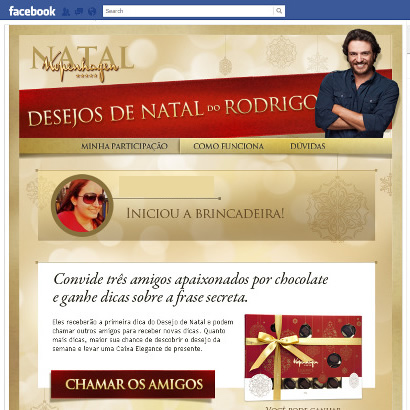 facebook
Search
NATAL
Kopenhagen
DESEJOS DE NATAL DO RODRIGO
MINHA PARTICIPAÇÃO COMO FUNCIONA DÚVIDAS
INICIOU A BRINCADEIRA!
Convide três amigos apaixonados por chocolate
e ganhe dicas sobre a frase secreta.
Eles receberão a primeira dica do Desejo de Natal e podem
chamar outros amigos para receber novas dicas. Quanto
mais dicas, maior sua chance de descobrir o desejo da
semana e levar uma Caixa Elegance de presente.
Kopenhagen
CHAMAR OS AMIGOS
VOCÊ PODE GANHAR